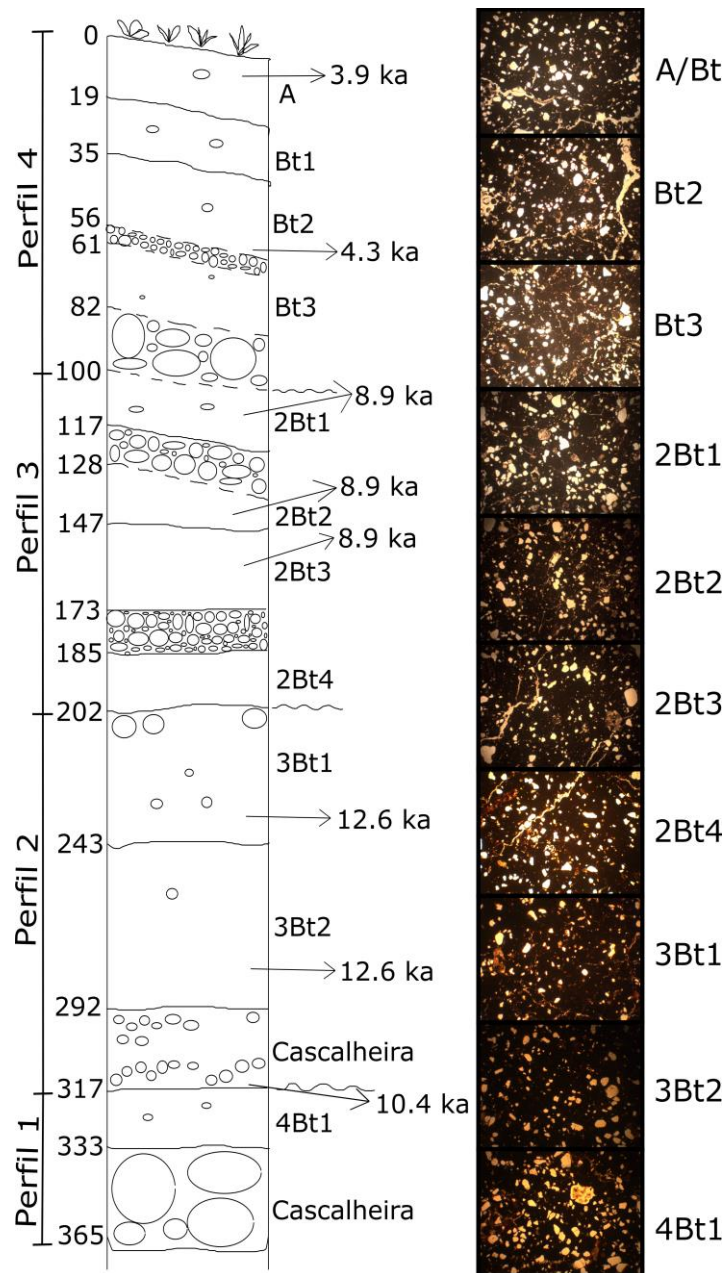 0
A
3.9 ka
19
Bt1
35
Bt2
56
4.3 ka
61
Bt3
82
100
8.9 ka
2Bt1
117
128
8.9 ka
2Bt2
147
8.9 ka
2Bt3
173
185
2Bt4
202
3Bt1
12.6 ka
243
3Bt2
12.6 ka
292
Cascalheira
317
10.4 ka
4Bt1
333
Cascalheira
365
Perfil 4
Perfil 3
Perfil 2
Perfil 1
A/Bt
Bt2
Bt3
2Bt1
2Bt2
2Bt3
2Bt4
3Bt1
3Bt2
4Bt1